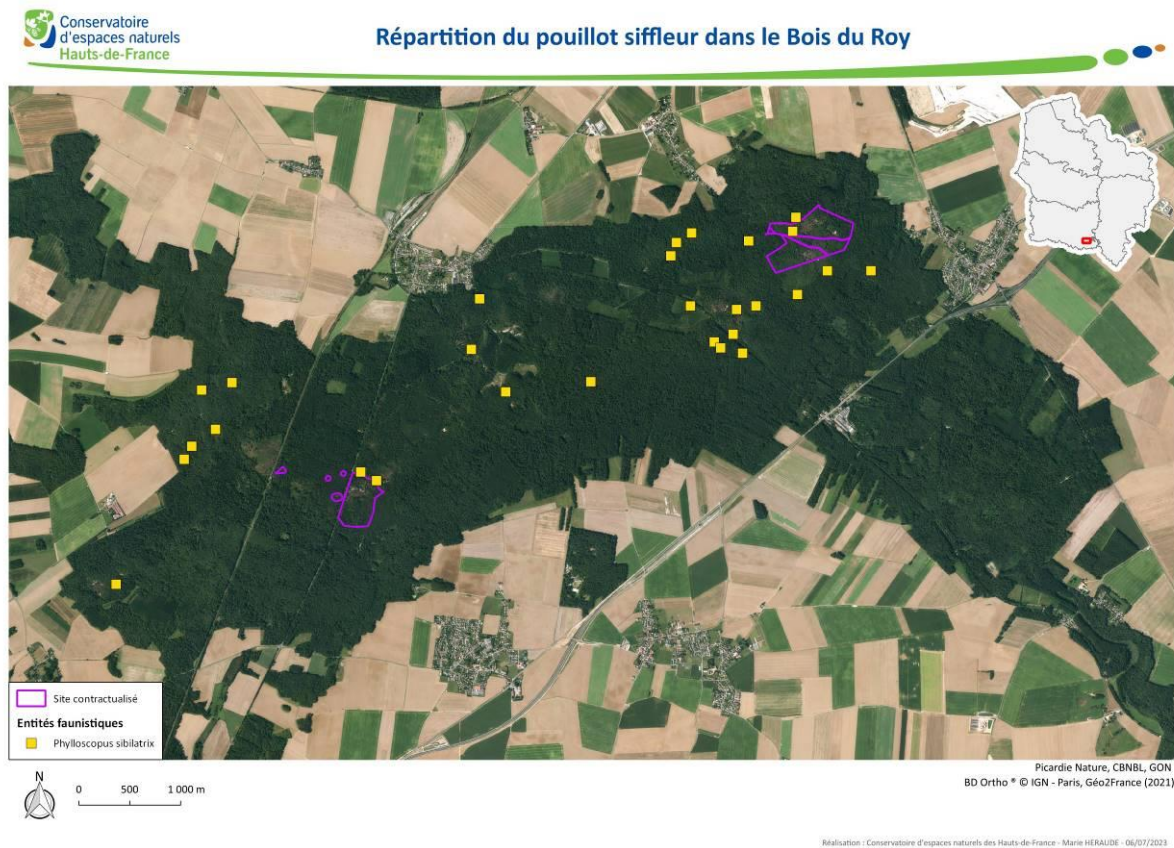 Conservatoire
d'espaces naturels
Hauts-de-France
Répartition du pouillot siffleur dans le Bois du Roy
Site contractualisé
Entités faunistiques
Phylloscopus sibilatrix
N
0 500 1 000 m
Picardie Nature, CBNBL, GON
BD Ortho ® © IGN - Paris, Géo2France (2021)
Réalisation : Conservatoire d'espaces naturels des Hauts-de-France - Marie HERAUDE - 06/07/2023